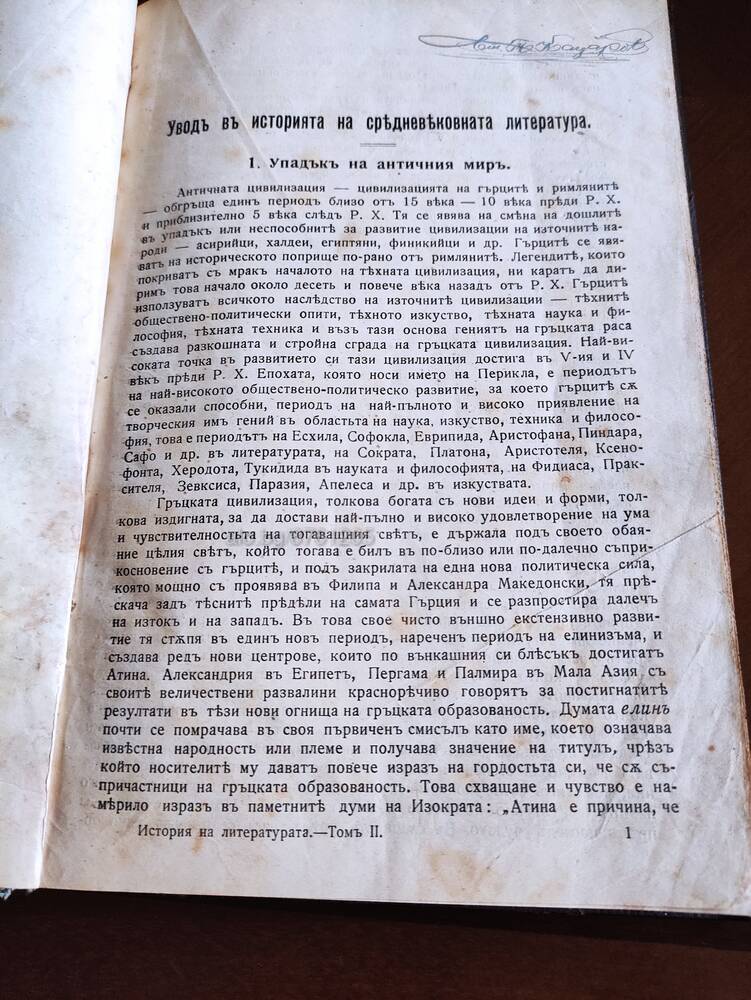 Уводъ въ историята на срѣдневѣковната литература.
1. Упадъкъ на античния миръ.
Античната цивилизация — цивилизацията на гърцитѣ и римлянитѣ
— обгръща единъ периодъ близо отъ 15 вѣка — 10 вѣка прѣди Р. Х.
и приблизително 5 вѣка слѣдъ Р. Х. Тя се явява на смѣна на дошлитѣ
въ упадъкъ или неспособнитѣ за развитие цивилизации на източнитѣ на-
роди — асирийци, халдеи, египтяни, финикийци и др. Гърцитѣ се явя-
ватъ на историческото поприще по-рано отъ римлянитѣ. Легендитѣ, които
покриватъ съ мракъ началото на тѣхната цивилизация, ни каратъ да ди-
римъ това начало около десеть и повече вѣка назадъ отъ Р. Х. Гърцитѣ
използуватъ всичкото наследство на източнитѣ цивилизации — тѣхнитѣ
обществено-политически опити, тѣхното изкуство, тѣхната наука и фи-
лософия, тѣхната техника и възъ тази основа гениятъ на гръцката раса
създава разкошната и стройна сграда на гръцката цивилизация. Най-ви-
соката точка въ развитието си тази цивилизация достига въ V-ия и IV
вѣкъ прѣди Р. Х. Епохата, която носи името на Перикла, е периодътъ
на най-високото обществено-политическо развитие, за което гърцитѣ сѫ
се оказали способни, периодъ на най-пълното и високо приявление на
творческия имъ гений въ областьта на наука, изкуство, техника и филосо-
фия, това е периодътъ на Есхила, Софокла, Еврипида, Аристофана, Пиндара,
Сафо и др. въ литературата, на Сократа, Платона, Аристотеля, Ксено-
фонта, Херодота, Тукидида въ науката и философията, на Фидиаса, Прак-
сителя, Зевксиса, Паразия, Апелеса и др. въ изкуствата.
Гръцката цивилизация, толкова богата съ нови идеи и форми, тол-
кова издигната, за да достави най-пълно и високо удовлетворение на ума
и чувствителностьта на тогавашния свѣтъ, е държала подъ своето обая-
ние цѣлия свѣтъ, който тогава е билъ въ по-близо или по-далечно съпри-
косновение съ гърцитѣ, и подъ закрилата на една нова политическа сила,
която мощно съ проявява въ Филипа и Александра Македонски, тя прѣ-
скача задъ тѣснитѣ прѣдѣли на самата Гърция и се разпростира далечъ
на изтокъ и на западъ. Въ това свое чисто външно екстензивно разви-
тие тя стѫпя въ единъ новъ периодъ, нареченъ периодъ на елинизъма, и
създава редъ нови центрове, които по вънкашния си блѣсъкъ достигатъ
Атина. Александрия въ Египетъ, Пергама и Палмира въ Мала Азия съ
своитѣ величествени развалини краснорѣчиво говорятъ за постигнатитѣ
резултати въ тѣзи нови огнища на гръцката образованость. Думата елинъ
почти се помрачава въ своя първиченъ смисълъ като име, което означава
извѣстна народность или племе и получава значение на титулъ, чрѣзъ
който носителитѣ му даватъ повече изразъ на гордостьта си, че сѫ съ-
причастници на гръцката образованость. Това схващане и чувство е на-
мѣрило изразъ въ паметнитѣ думи на Изократа: „Атина е причина, че
История на литературата.—Томъ II. 1